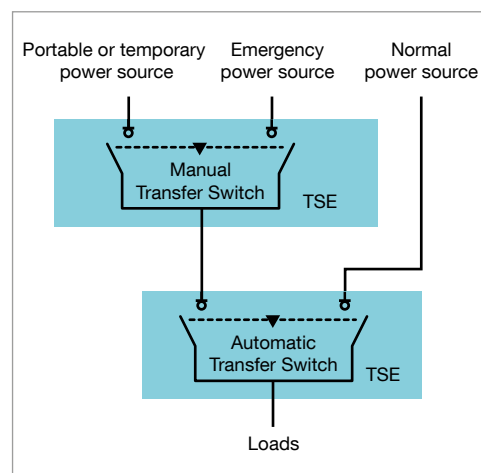 Portable or temporary
power source
Emergency
power source
Normal
power source
Manual
Transfer Switch
TSE
Automatic
Transfer Switch
TSE
Loads